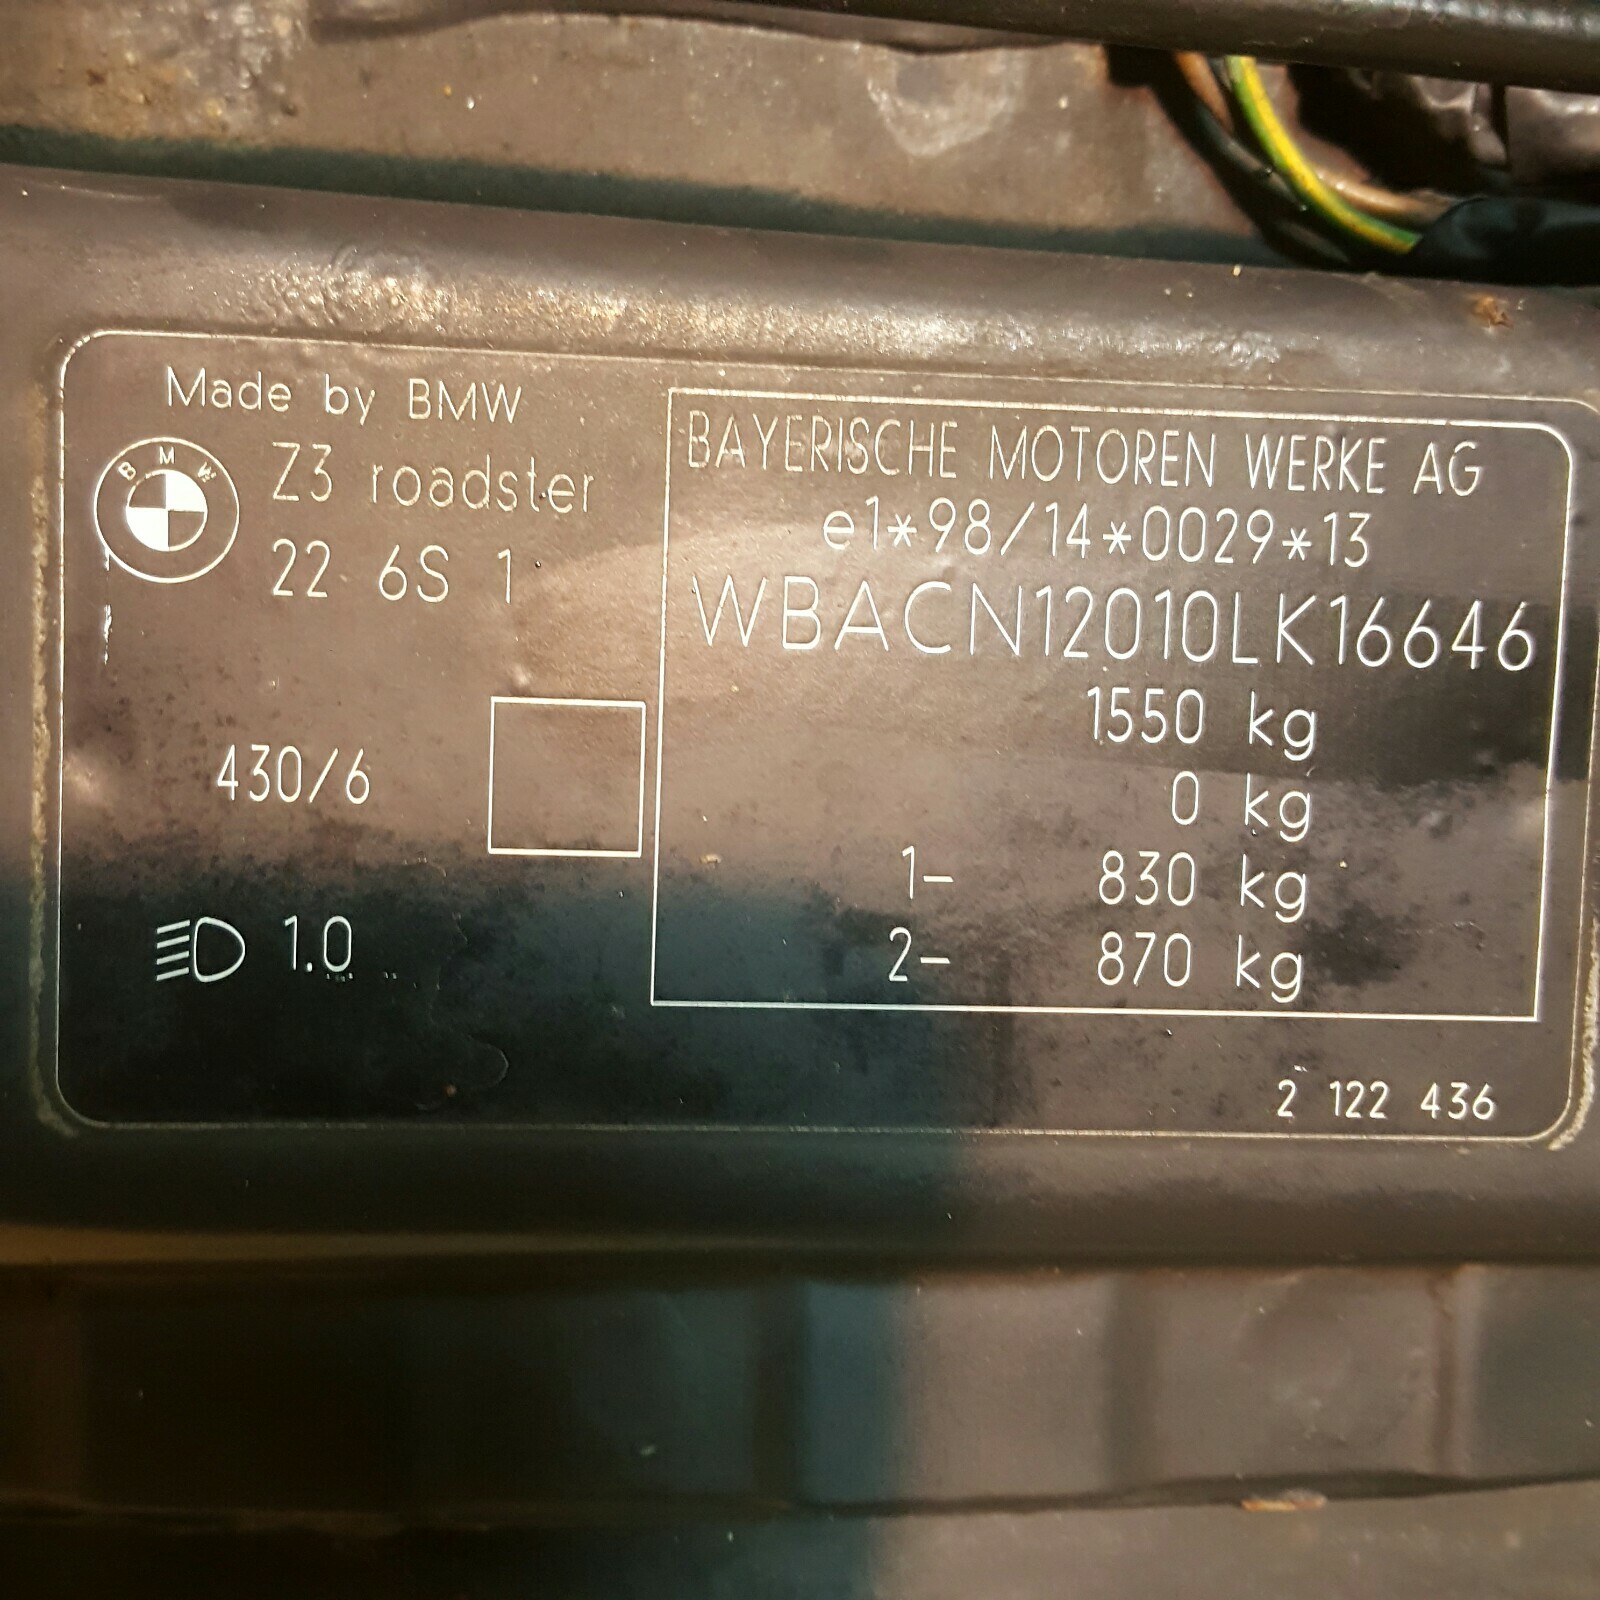 Made by BMW
BMW
Z3 roadster
22 6S 1
430/6
1.0
BAYERISCHE MOTOREN WERKE AG
e1*98/14*0029*13
WBACN12010LK16646
1550 kg
0 kg
1- 830 kg
2- 870 kg
2 122 436